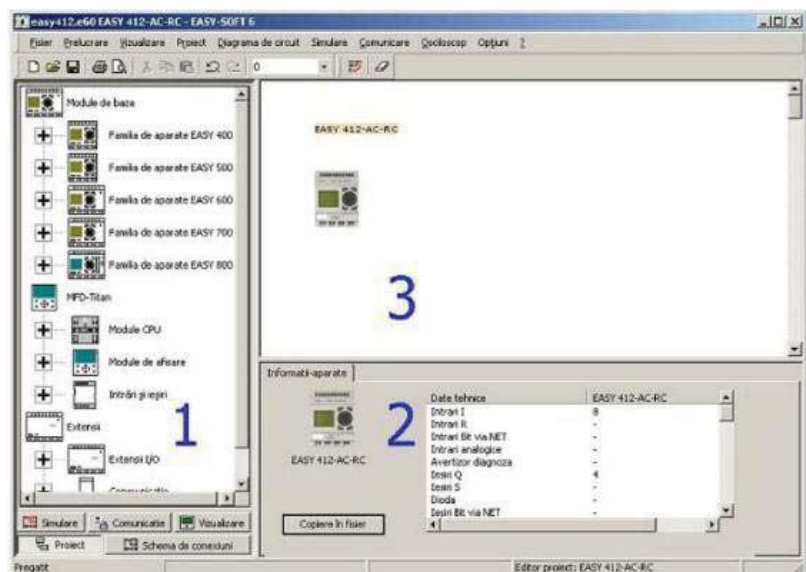 easy412.e60 EASY 412-AC-RC - EASY-SOFT 6
Fisier Prelucrare Vizualizare Proiect Diagrama de circuit Simulare Comunicare Osciloscop Opţiuni ?
0
Module de baza
Familia de aparate EASY 400
Familia de aparate EASY 500
Familia de aparate EASY 600
Familia de aparate EASY 700
Familia de aparate EASY 800
MFD-Titan
Module CPU
Module de afisare
Intrări şi ieşiri
Extensii
Extensii I/O
1
Simulare Comunicatie Vizualizare
Proiect Schema de conexiuni
EASY 412-AC-RC
3
Informatii-aparate
EASY 412-AC-RC
Copiere în fisier
2
Date tehnice EASY 412-AC-RC
Intrari I 8
Intrari R -
Intrari Bit via NET -
Intrari analogice -
Avertizor diagnoza -
Iesiri Q 4
Iesiri S -
Dioda -
Iesiri Bit via NET -
Pregatit Editor proiect: EASY 412-AC-RC